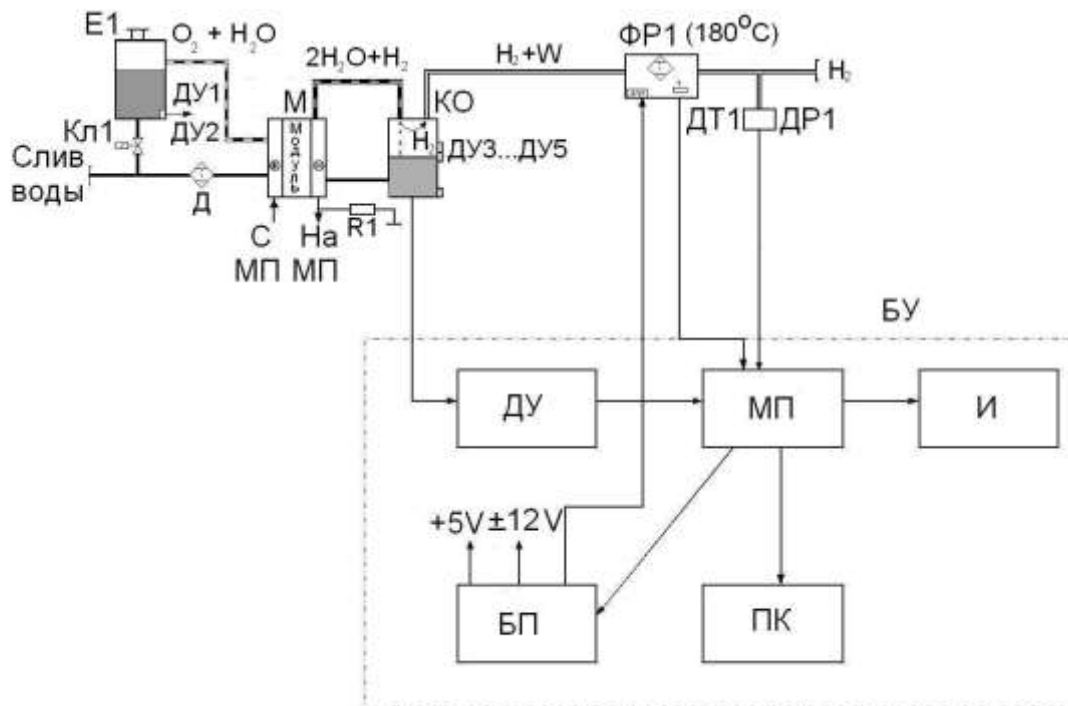 E1
O₂ + H₂O
ДУ1
ДУ2
Кл1
Слив
воды
Д
М
МОДУЛЬ
2H₂O+H₂
КО
H₂
ДУ3...ДУ5
С
МП
На
МП
R1
H₂+W
ФР1 (180°C)
H₂
ДТ1
ДР1
БУ
ДУ
МП
И
+5V
±12V
БП
ПК